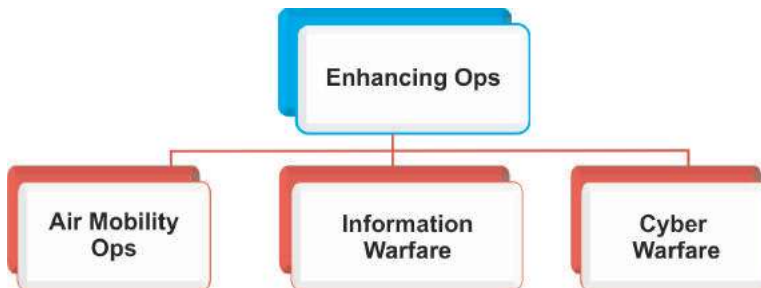 Enhancing Ops
Air Mobility
Ops
Information
Warfare
Cyber
Warfare